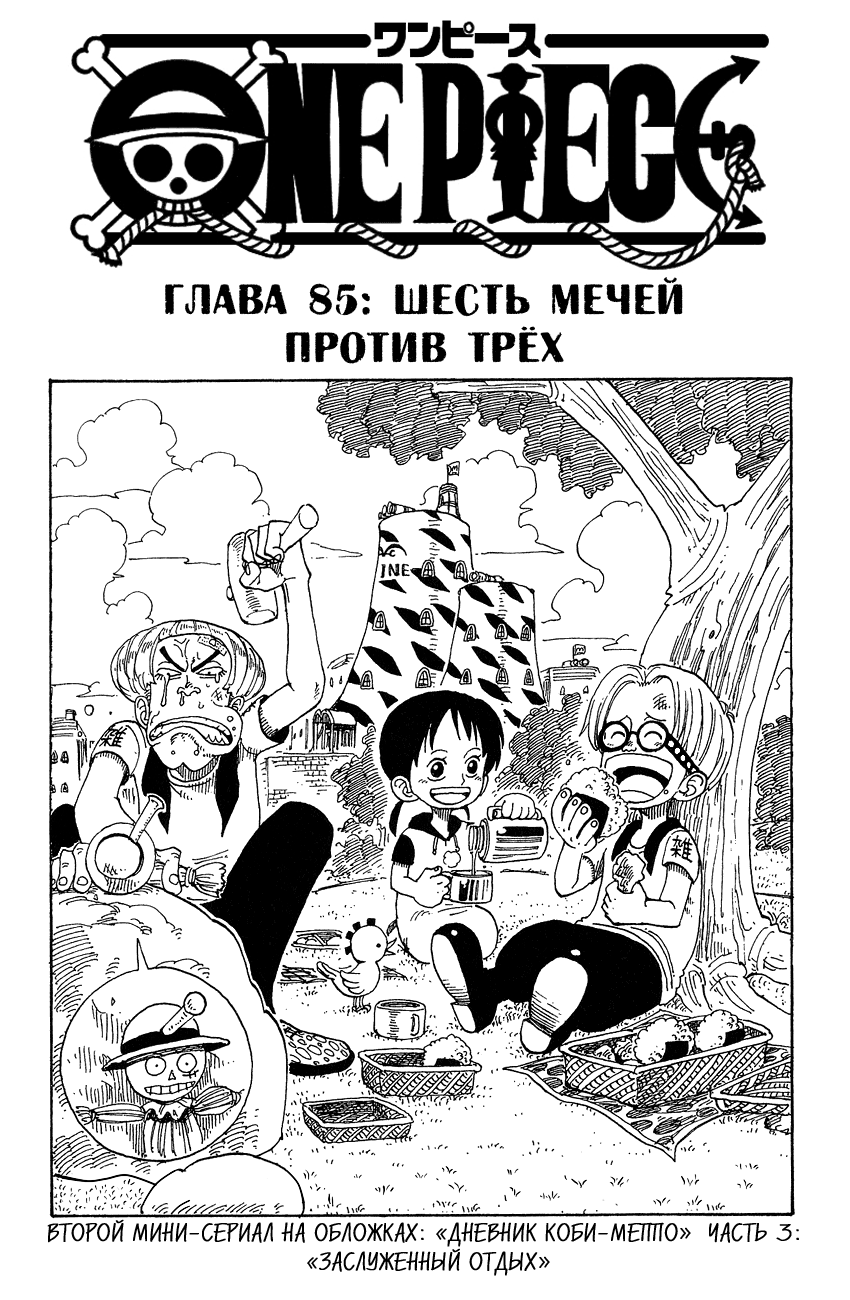 ワンピース
ONE PIECE
ГЛАВА 85: ШЕСТЬ МЕЧЕЙ
ПРОТИВ ТРЁХ
INE
雑
雑
ВТОРОЙ МИНИ-СЕРИАЛ НА ОБЛОЖКАХ: «ДНЕВНИК КОБИ-МЕППО» ЧАСТЬ 3:
«ЗАСЛУЖЕННЫЙ ОТДЫХ»